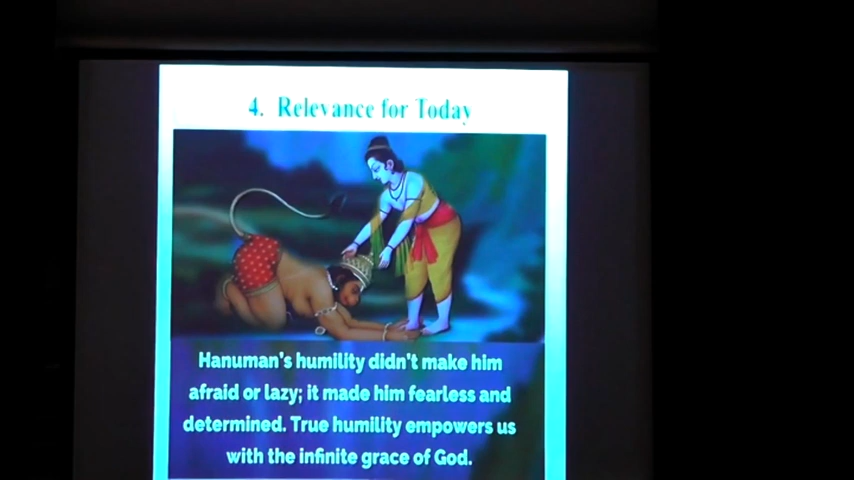 4. Relevance for Today
Hanuman's humility didn't make him
afraid or lazy; it made him fearless and
determined. True humility empowers us
with the infinite grace of God.